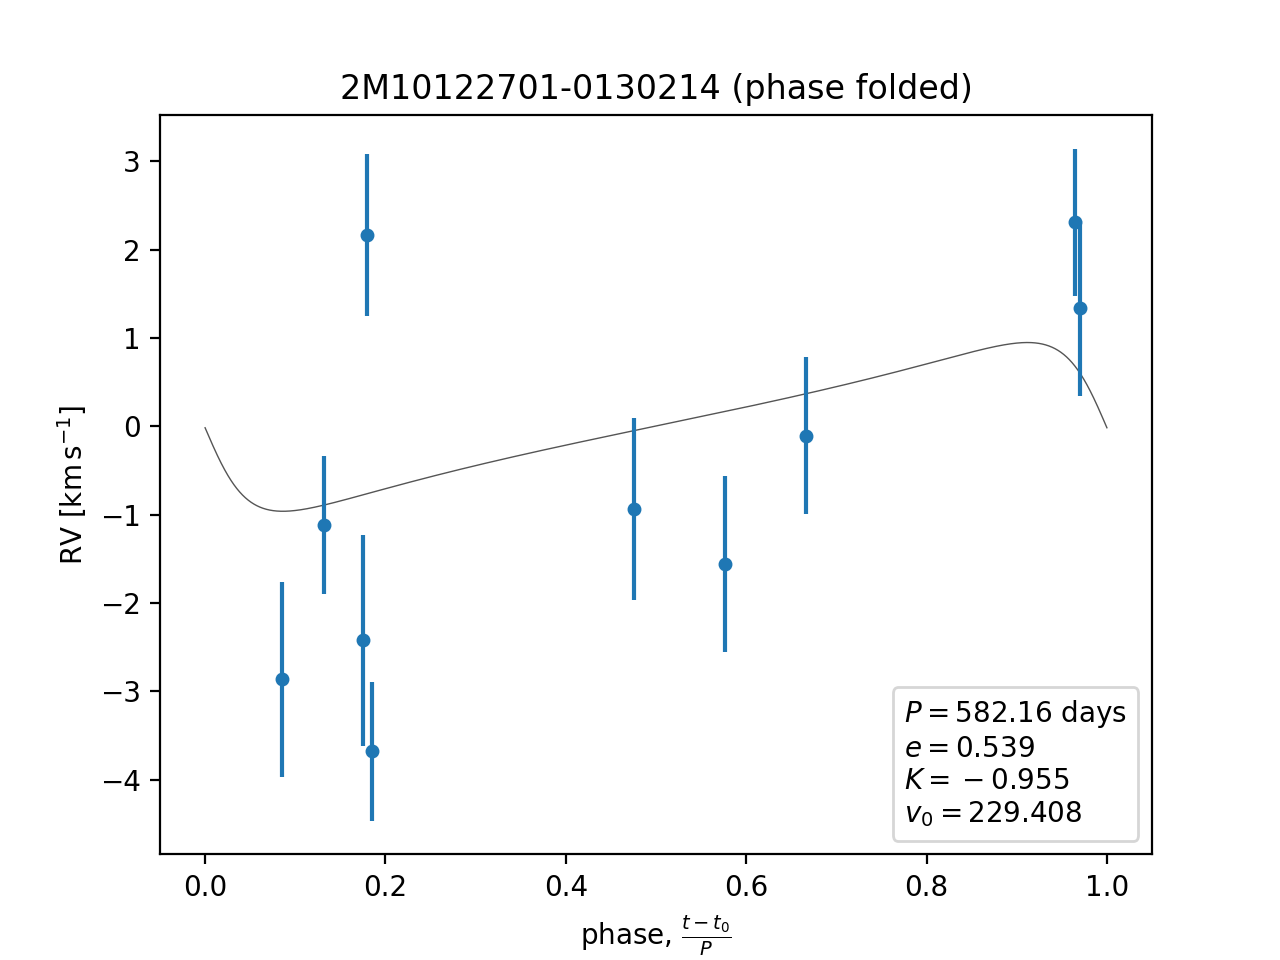 2M10122701-0130214 (phase folded)
3
2
1
0
−1
−2
−3
−4
RV [km s⁻¹]
P = 582.16 days
e = 0.539
K = −0.955
v₀ = 229.408
0.0 0.2 0.4 0.6 0.8 1.0
phase, (t − t₀)/P